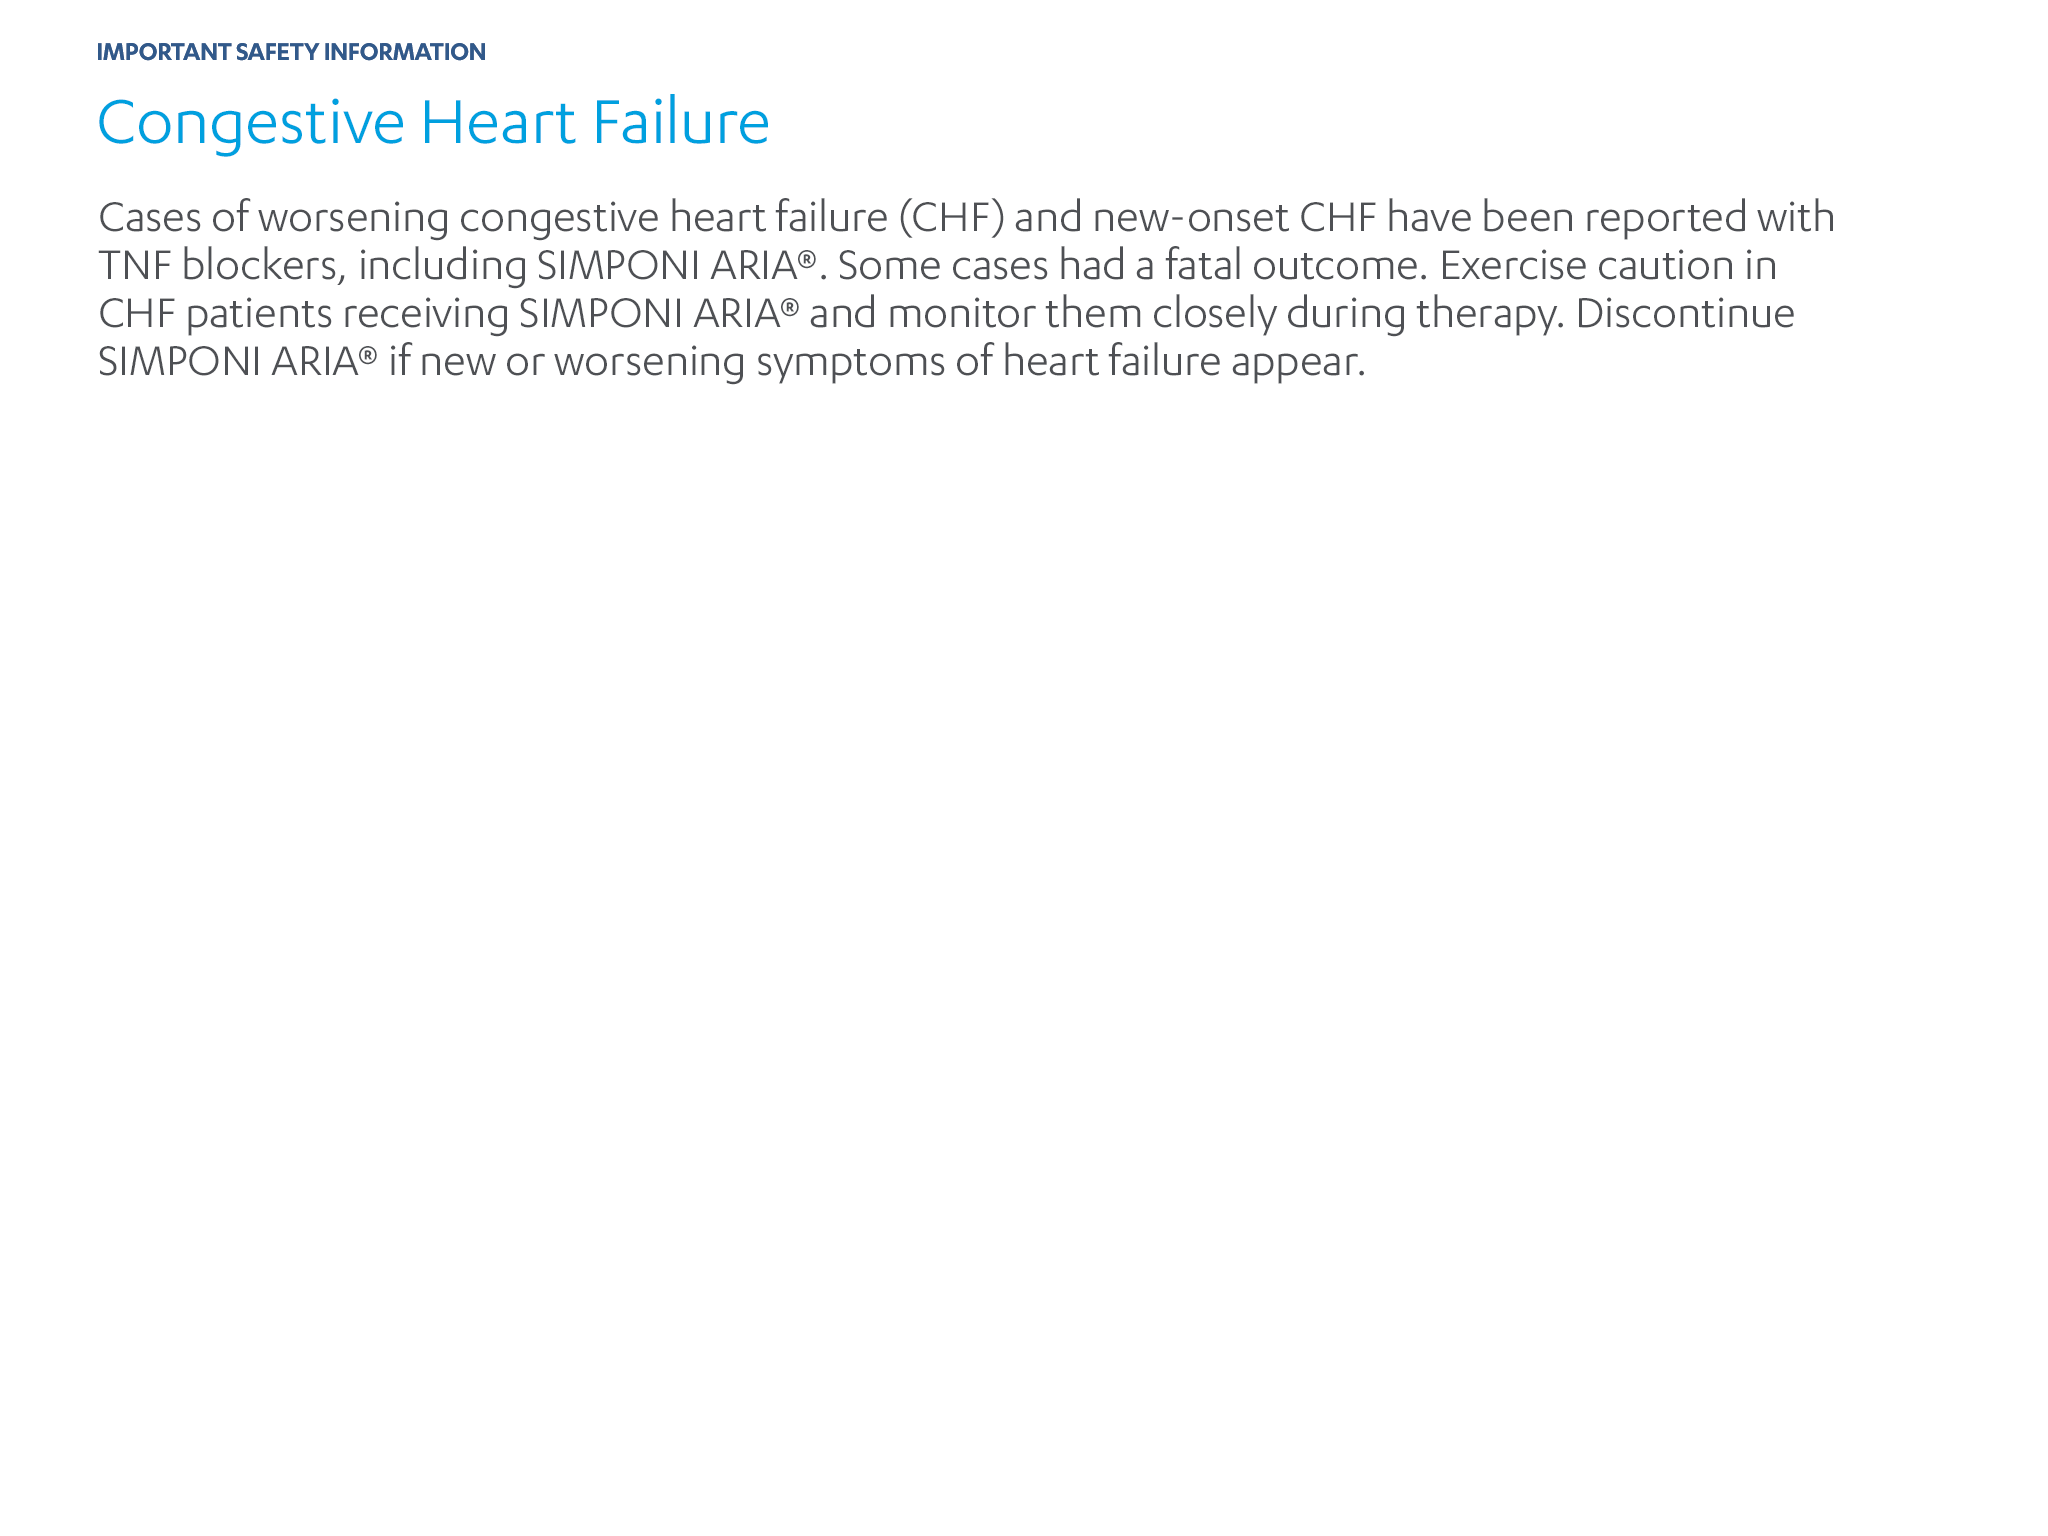 IMPORTANT SAFETY INFORMATION
Congestive Heart Failure
Cases of worsening congestive heart failure (CHF) and new-onset CHF have been reported with
TNF blockers, including SIMPONI ARIA®. Some cases had a fatal outcome. Exercise caution in
CHF patients receiving SIMPONI ARIA® and monitor them closely during therapy. Discontinue
SIMPONI ARIA® if new or worsening symptoms of heart failure appear.